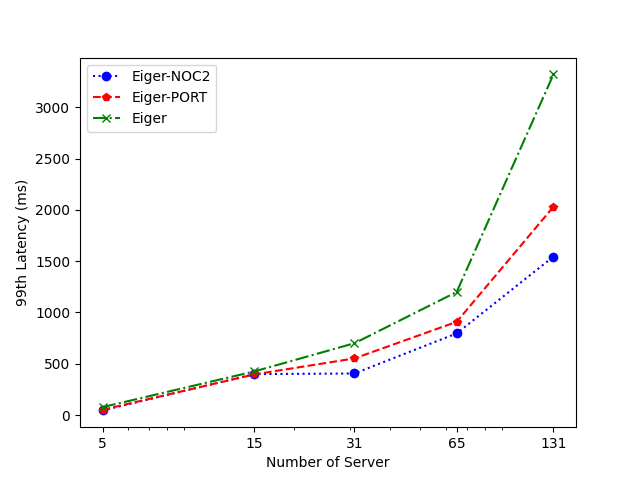 Eiger-NOC2
Eiger-PORT
Eiger
3000
2500
2000
1500
1000
500
0
99th Latency (ms)
5 15 31 65 131
Number of Server